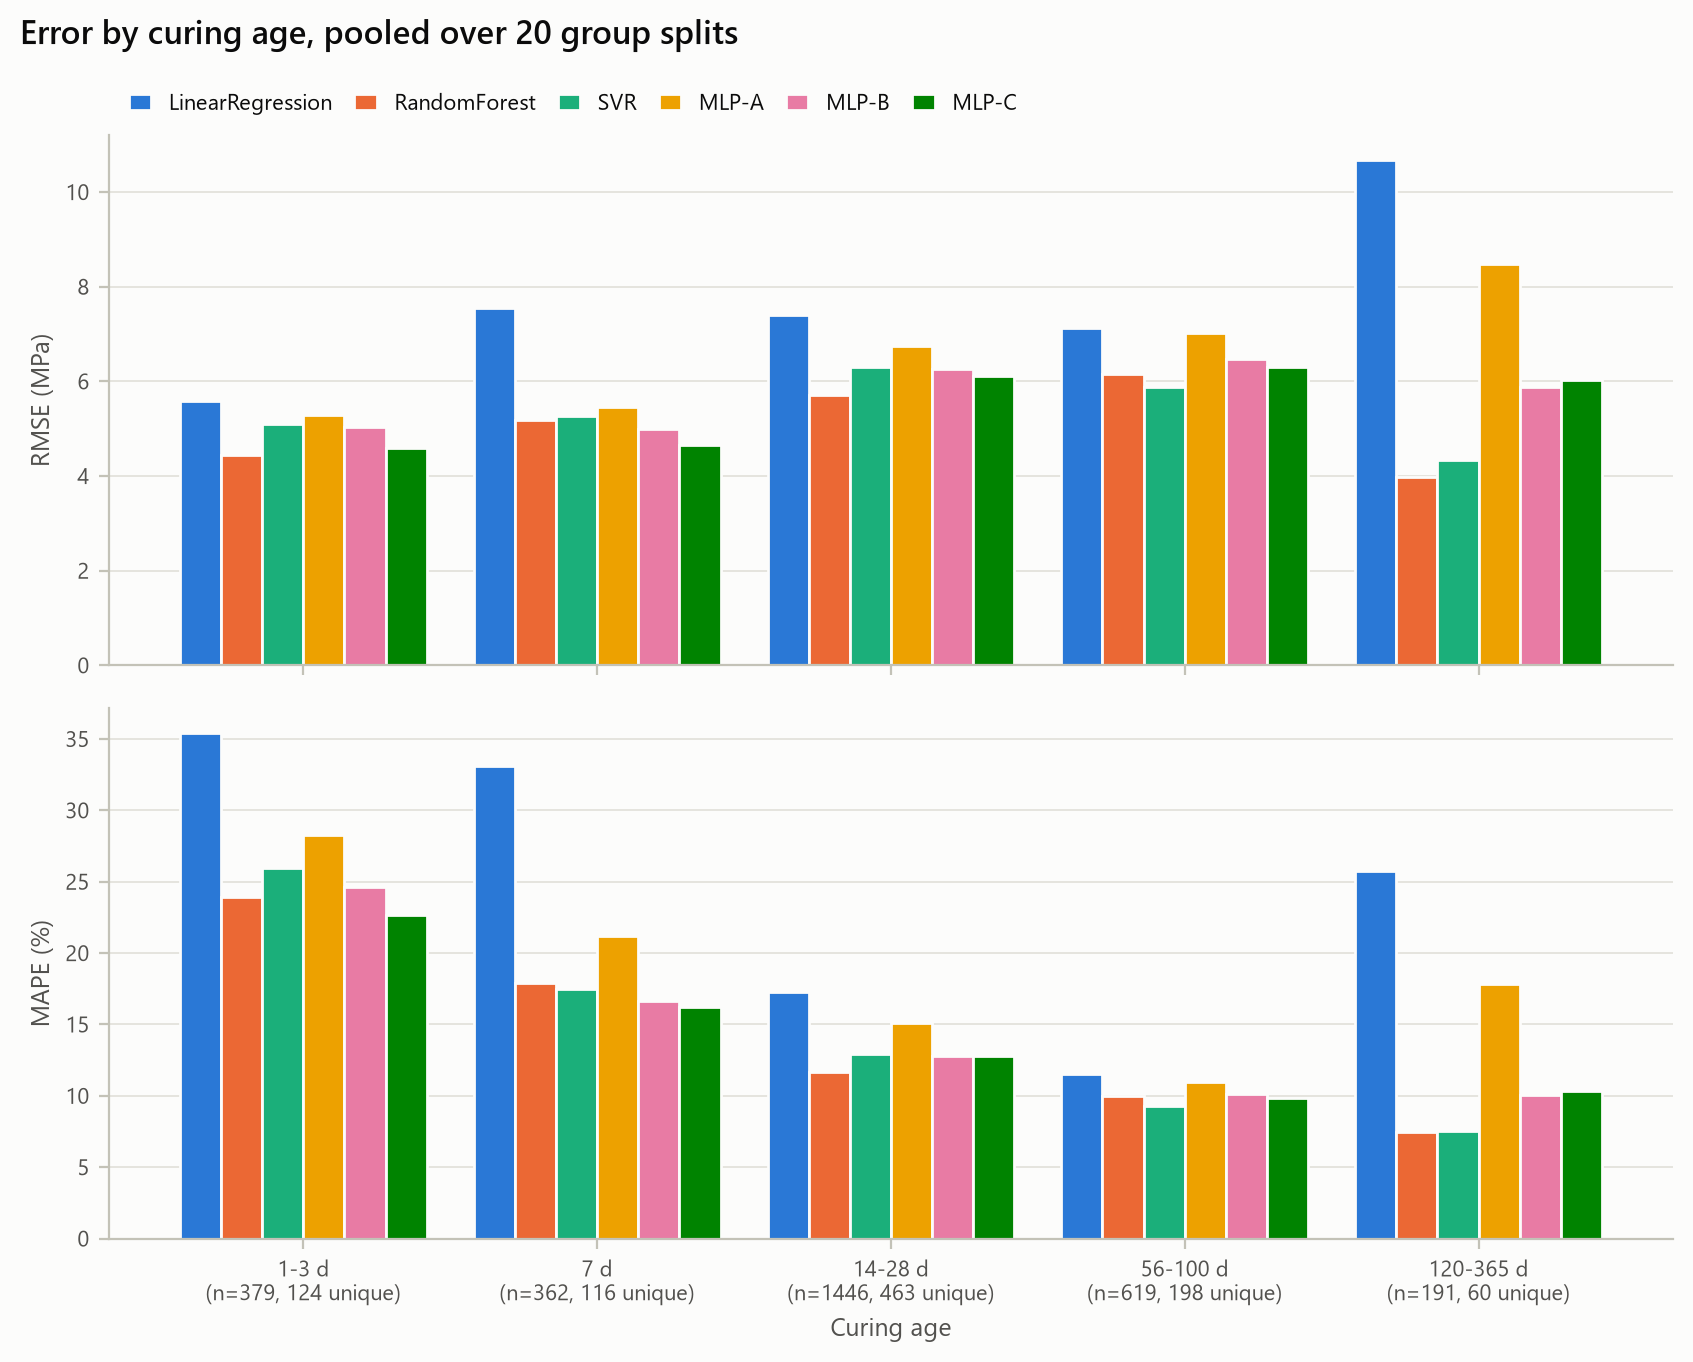 Error by curing age, pooled over 20 group splits
LinearRegression RandomForest SVR MLP-A MLP-B MLP-C
10
8
6
4
2
0
RMSE (MPa)
35
30
25
20
15
10
5
0
MAPE (%)
1-3 d 7 d 14-28 d 56-100 d 120-365 d
(n=379, 124 unique) (n=362, 116 unique) (n=1446, 463 unique) (n=619, 198 unique) (n=191, 60 unique)
Curing age